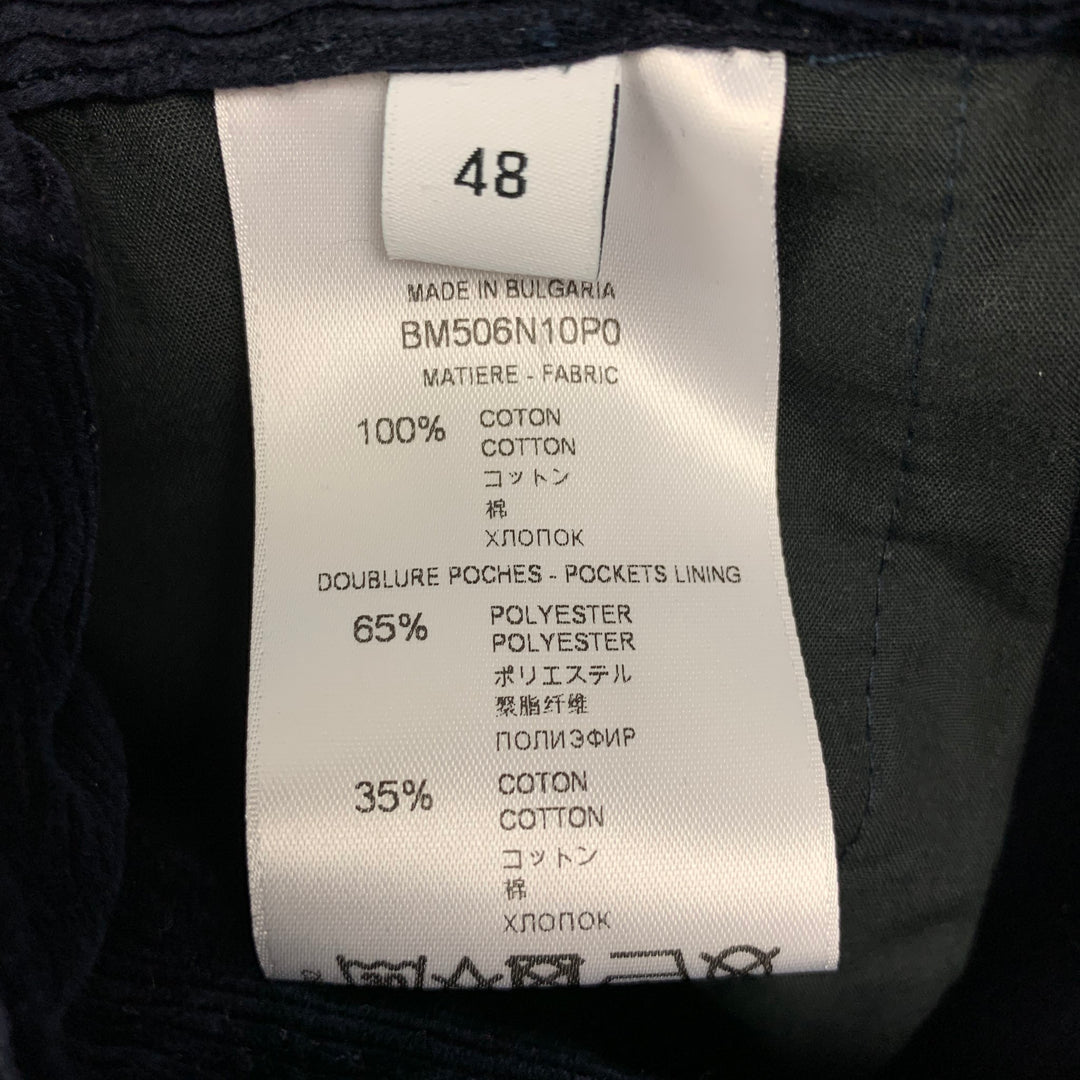 48
MADE IN BULGARIA
BM506N10P0
MATIERE - FABRIC
100% COTON
COTTON
コットン
棉
ХЛОПОК
DOUBLURE POCHES - POCKETS LINING
65% POLYESTER
POLYESTER
ポリエステル
聚脂纤维
ПОЛИЭФИР
35% COTON
COTTON
コットン
棉
ХЛОПОК